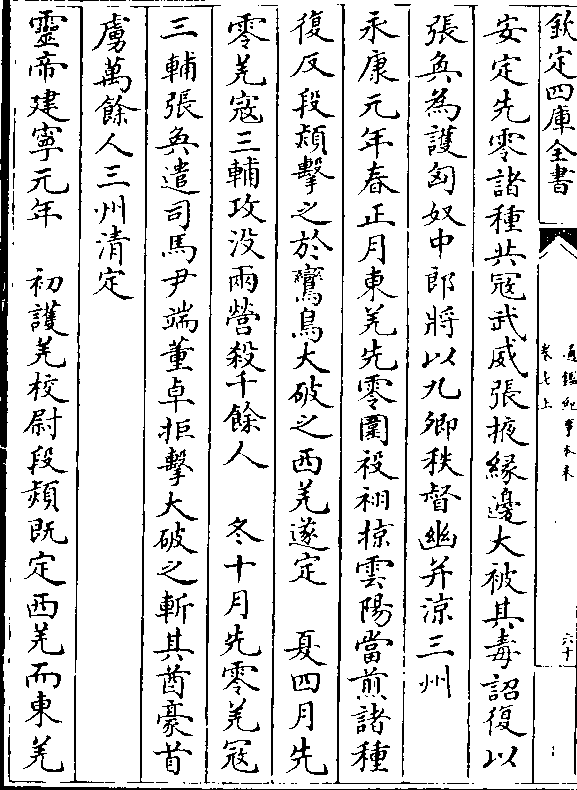 欽定四庫全書
通鑑紀事本末
卷七上
六十
安定先零諸種共寇武威張掖緣邊大被其毒詔復以
張奐為護匈奴中郎將以九卿秩督幽并涼三州
永康元年春正月東羌先零圍祋祤掠雲陽當煎諸種
復反段熲擊之於鸞鳥大破之西羌遂定　夏四月先
零羌寇三輔攻没兩營殺千餘人　冬十月先零羌寇
三輔張奐遣司馬尹端董卓拒擊大破之斬其酋豪首
虜萬餘人三州清定
靈帝建寧元年　初護羌校尉段熲既定西羌而東羌